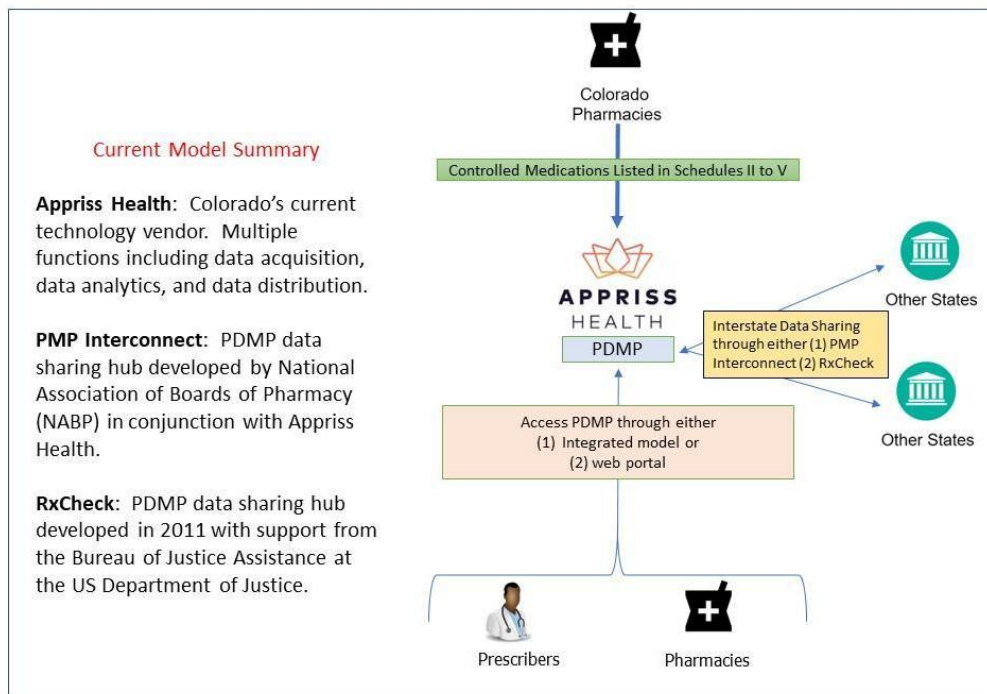 Current Model Summary
Appriss Health: Colorado's current
technology vendor. Multiple
functions including data acquisition,
data analytics, and data distribution.
PMP Interconnect: PDMP data
sharing hub developed by National
Association of Boards of Pharmacy
(NABP) in conjunction with Appriss
Health.
RxCheck: PDMP data sharing hub
developed in 2011 with support from
the Bureau of Justice Assistance at
the US Department of Justice.
Colorado
Pharmacies
Controlled Medications Listed in Schedules II to V
APPRISS
HEALTH
PDMP
Other States
Interstate Data Sharing
through either (1) PMP
Interconnect (2) RxCheck
Other States
Access PDMP through either
(1) Integrated model or
(2) web portal
Prescribers
Pharmacies